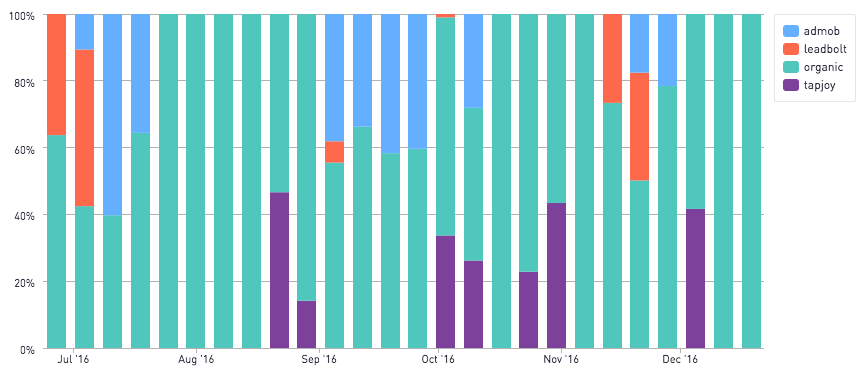 100%
80%
60%
40%
20%
0%
Jul '16
Aug '16
Sep '16
Oct '16
Nov '16
Dec '16
admob
leadbolt
organic
tapjoy